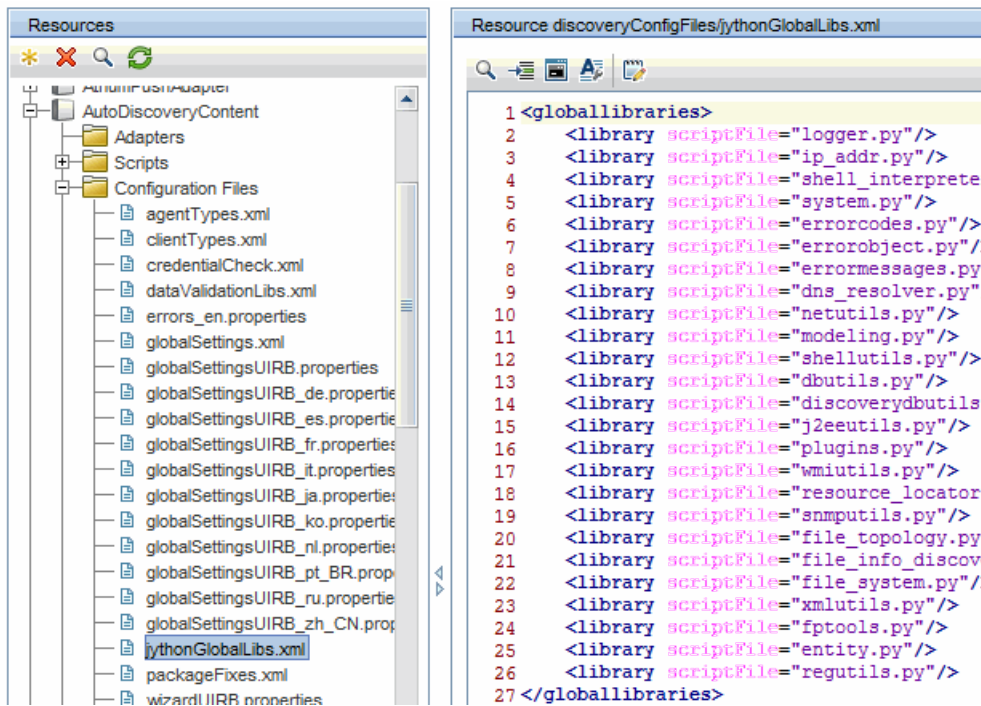 Resources
AtriumPushAdapter
AutoDiscoveryContent
Adapters
Scripts
Configuration Files
agentTypes.xml
clientTypes.xml
credentialCheck.xml
dataValidationLibs.xml
errors_en.properties
globalSettings.xml
globalSettingsUIRB.properties
globalSettingsUIRB_de.propertie
globalSettingsUIRB_es.propertie
globalSettingsUIRB_fr.properties
globalSettingsUIRB_it.properties
globalSettingsUIRB_ja.properties
globalSettingsUIRB_ko.propertie
globalSettingsUIRB_nl.properties
globalSettingsUIRB_pt_BR.prop
globalSettingsUIRB_ru.propertie
globalSettingsUIRB_zh_CN.prop
jythonGlobalLibs.xml
packageFixes.xml
wizardUIRB.properties
Resource discoveryConfigFiles/jythonGlobalLibs.xml
1 <globallibraries>
2 <library scriptFile="logger.py"/>
3 <library scriptFile="ip_addr.py"/>
4 <library scriptFile="shell_interprete
5 <library scriptFile="system.py"/>
6 <library scriptFile="errorcodes.py"/>
7 <library scriptFile="errorobject.py"/
8 <library scriptFile="errormessages.py
9 <library scriptFile="dns_resolver.py"
10 <library scriptFile="netutils.py"/>
11 <library scriptFile="modeling.py"/>
12 <library scriptFile="shellutils.py"/>
13 <library scriptFile="dbutils.py"/>
14 <library scriptFile="discoverydbutils
15 <library scriptFile="j2eeutils.py"/>
16 <library scriptFile="plugins.py"/>
17 <library scriptFile="wmiutils.py"/>
18 <library scriptFile="resource_locator
19 <library scriptFile="snmputils.py"/>
20 <library scriptFile="file_topology.py
21 <library scriptFile="file_info_discov
22 <library scriptFile="file_system.py"/
23 <library scriptFile="xmlutils.py"/>
24 <library scriptFile="fptools.py"/>
25 <library scriptFile="entity.py"/>
26 <library scriptFile="regutils.py"/>
27 </globallibraries>